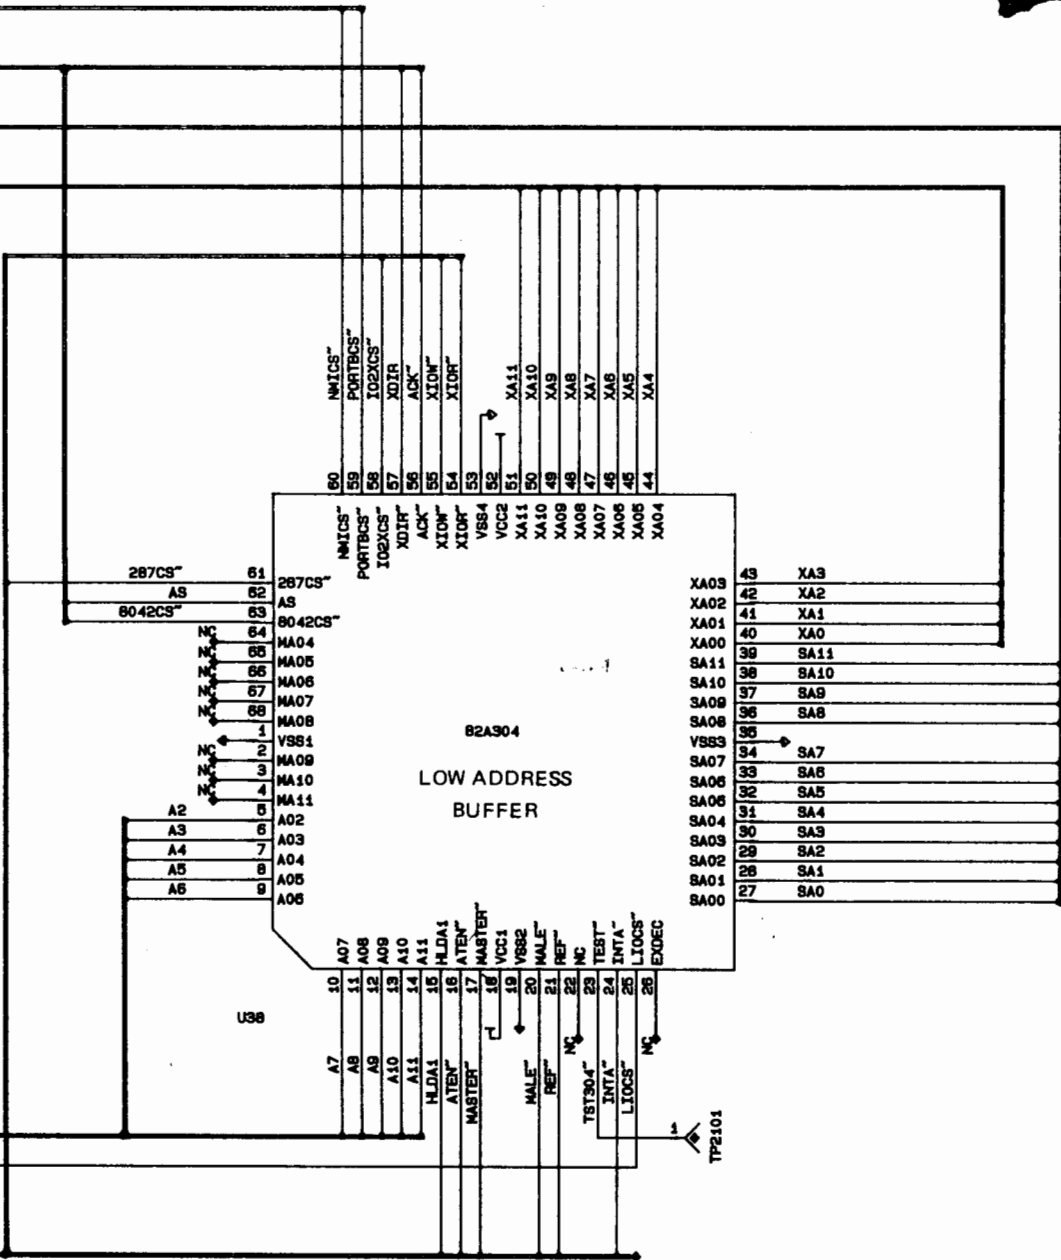 NMICS"
PORTBCS"
IO2XCS"
XDIR
ACK"
XIOW"
XIOR"
XA11
XA10
XA9
XA8
XA7
XA6
XA5
XA4
60
59
58
57
56
55
54
53
52
51
50
49
48
47
46
45
44
NMICS"
PORTBCS"
IO2XCS"
XDIR"
ACK"
XIOW"
XIOR"
VSS4
VCC2
XA11
XA10
XA09
XA08
XA07
XA06
XA05
XA04
287CS" 61 287CS"
AS 62 AS
8042CS" 63 8042CS"
NC 64 MA04
NC 65 MA05
NC 66 MA06
NC 67 MA07
NC 68 MA08
1 VSS1
NC 2 MA09
NC 3 MA10
NC 4 MA11
A2 5 A02
A3 6 A03
A4 7 A04
A5 8 A05
A6 9 A06
82A304
LOW ADDRESS
BUFFER
XA03 43 XA3
XA02 42 XA2
XA01 41 XA1
XA00 40 XA0
SA11 39 SA11
SA10 38 SA10
SA09 37 SA9
SA08 36 SA8
VSS3 35
SA07 34 SA7
SA06 33 SA6
SA06 32 SA5
SA04 31 SA4
SA03 30 SA3
SA02 29 SA2
SA01 28 SA1
SA00 27 SA0
A07
A08
A09
A10
A11
HLDA1
ATEN"
MASTER"
VCC1
VSS2
MALE"
REF"
NC
TEST"
INTA"
LIOCS"
EXDEC
10
11
12
13
14
15
16
17
18
19
20
21
22
23
24
25
26
U38
A7
A8
A9
A10
A11
HLDA1
ATEN"
MASTER"
MALE"
REF"
NC
TST304"
INTA"
LIOCS"
NC
1
TP2101